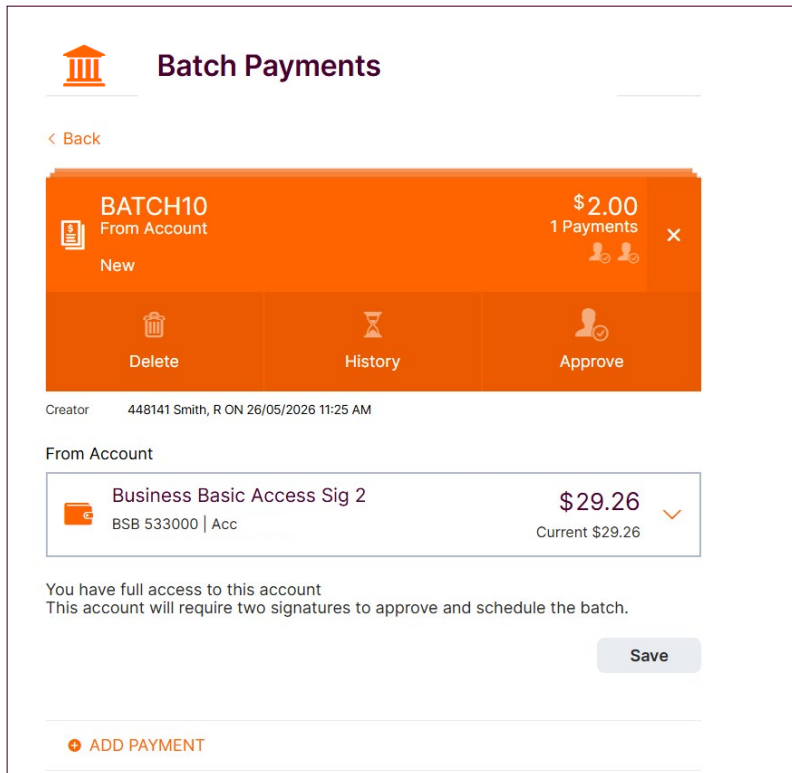 Batch Payments
< Back
BATCH10
$2.00
From Account
1 Payments
New
Delete
History
Approve
Creator 448141 Smith, R ON 26/05/2026 11:25 AM
From Account
Business Basic Access Sig 2
$29.26
BSB 533000 | Acc
Current $29.26
You have full access to this account
This account will require two signatures to approve and schedule the batch.
Save
ADD PAYMENT